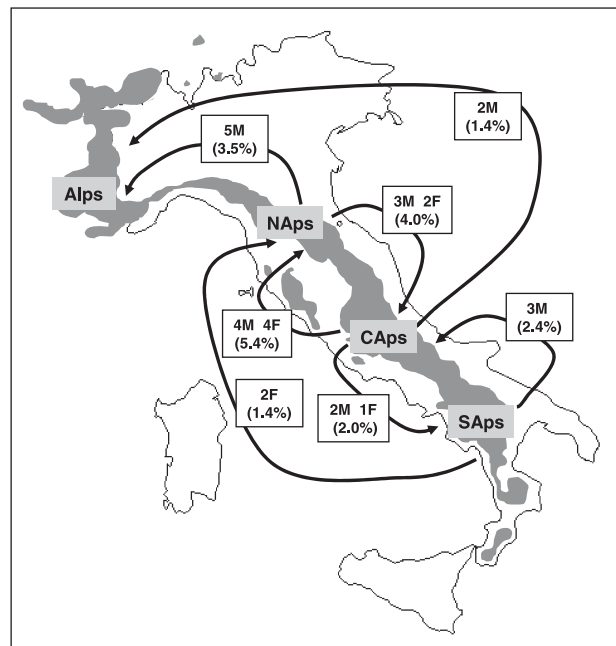 2M
(1.4%)
5M
(3.5%)
Alps
3M 2F
(4.0%)
NAps
3M
(2.4%)
4M 4F
(5.4%)
CAps
2F
(1.4%)
2M 1F
(2.0%)
SAps